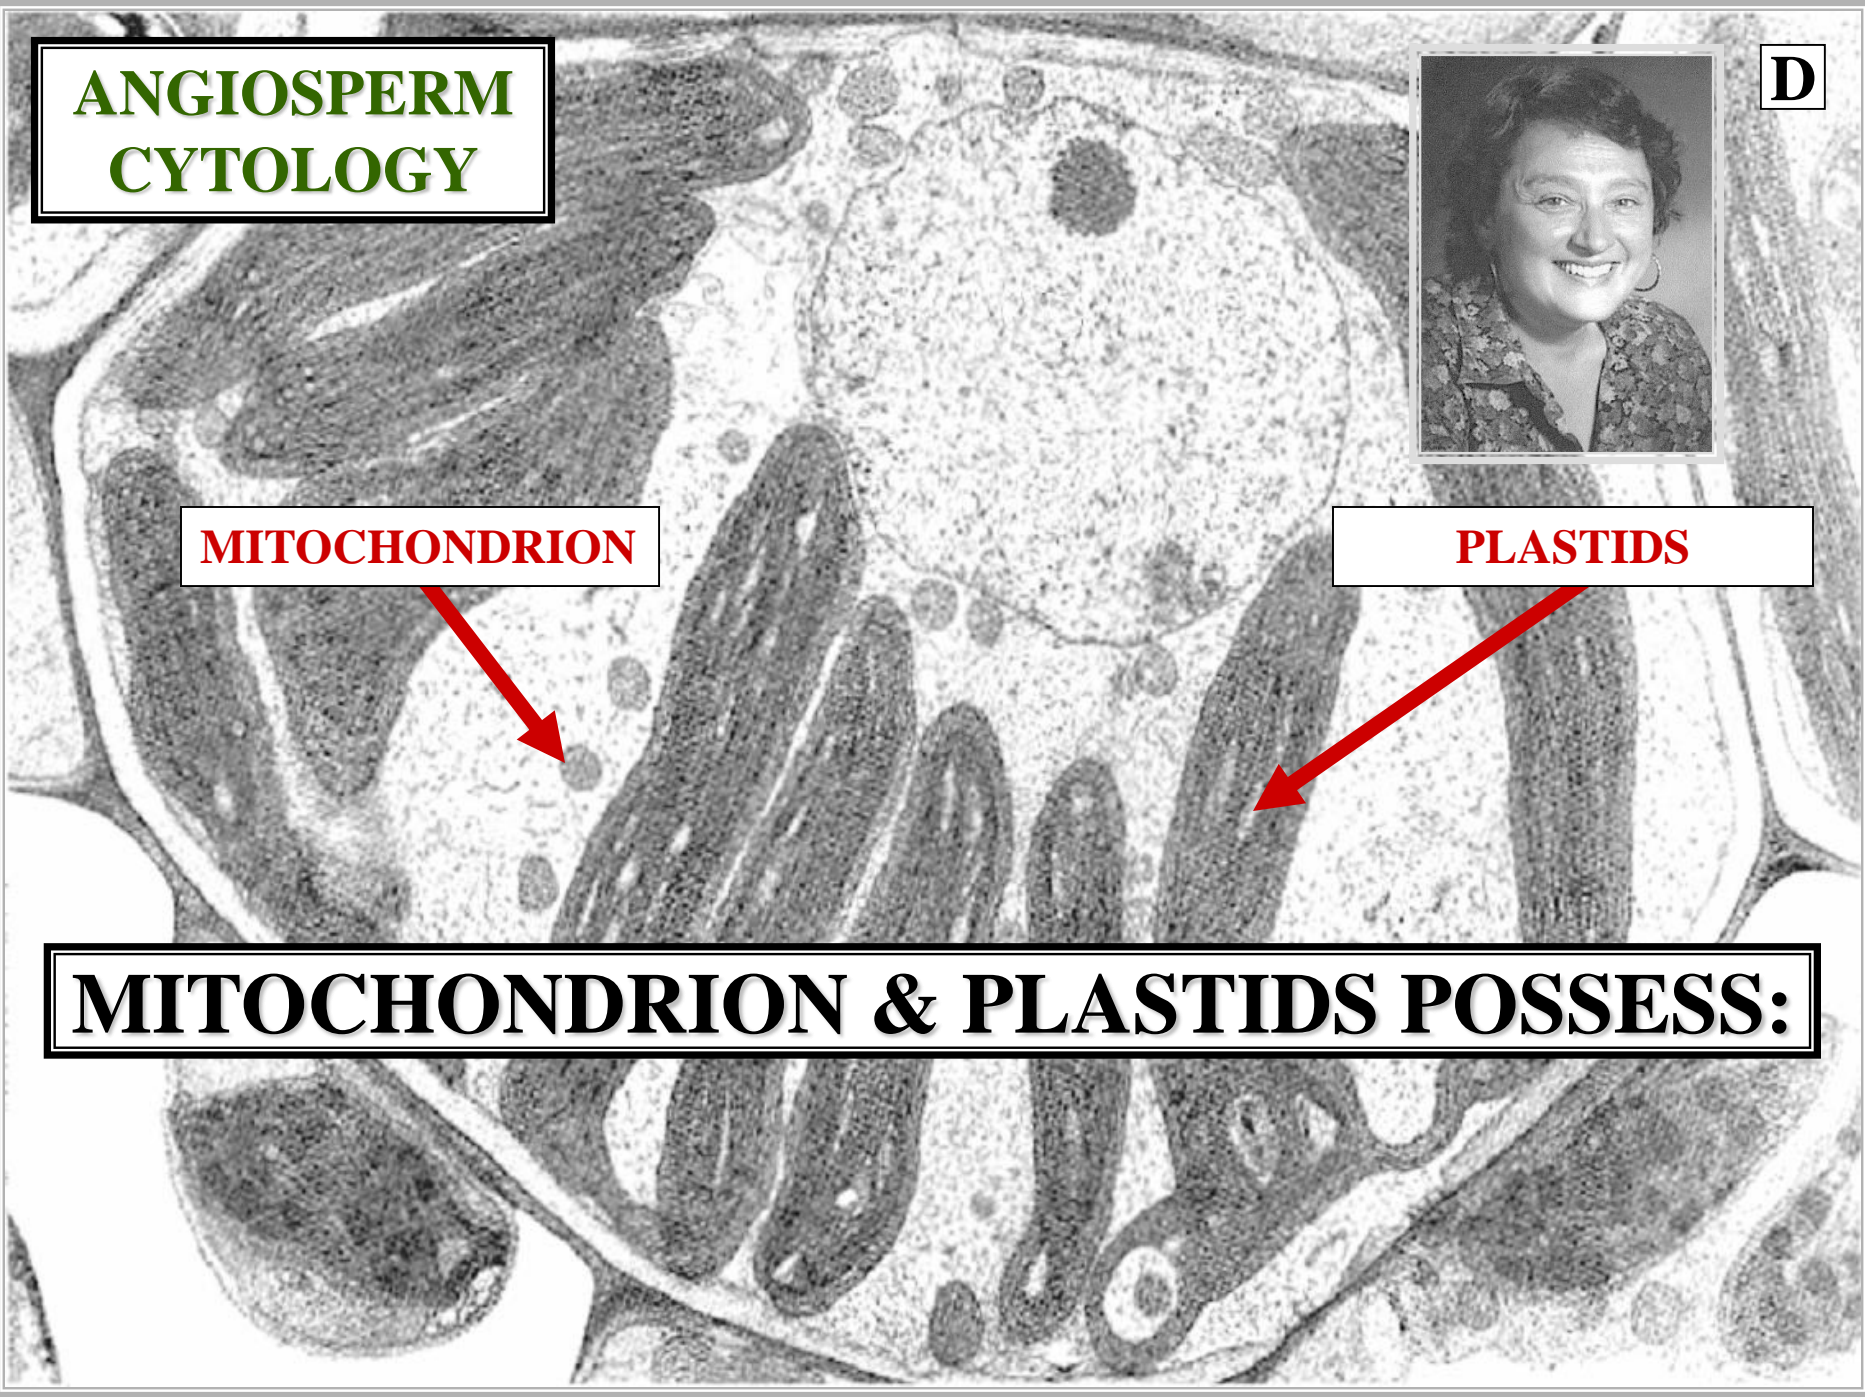 ANGIOSPERM
CYTOLOGY
D
MITOCHONDRION
PLASTIDS
MITOCHONDRION & PLASTIDS POSSESS: